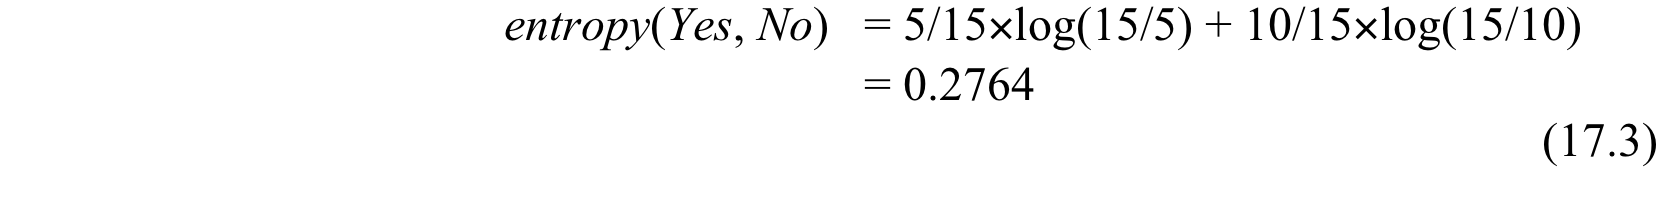 entropy(Yes, No) = 5/15×log(15/5) + 10/15×log(15/10)
= 0.2764
(17.3)